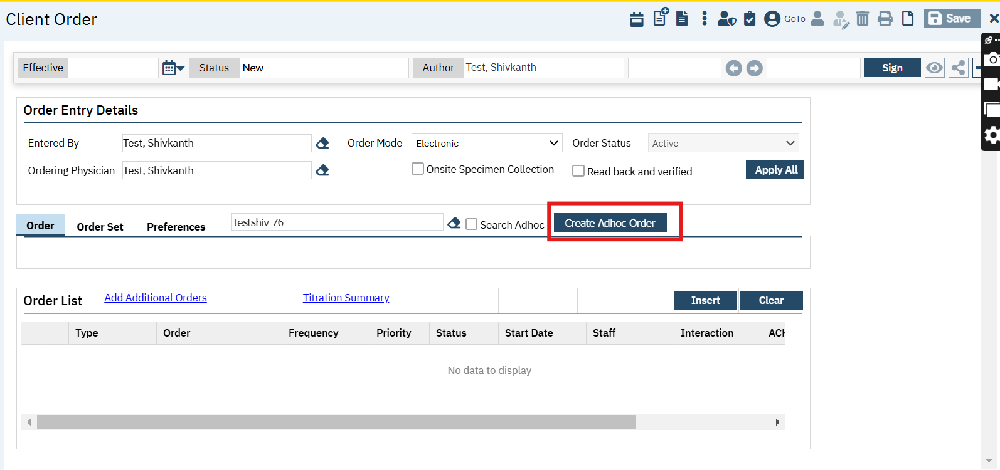 Client Order
GoTo
Save
Effective
Status New
Author Test, Shivkanth
Sign
Order Entry Details
Entered By Test, Shivkanth
Order Mode Electronic
Order Status Active
Ordering Physician Test, Shivkanth
Onsite Specimen Collection
Read back and verified
Apply All
Order
Order Set
Preferences
testshiv 76
Search Adhoc
Create Adhoc Order
Order List
Add Additional Orders
Titration Summary
Insert
Clear
Type Order Frequency Priority Status Start Date Staff Interaction ACK
No data to display